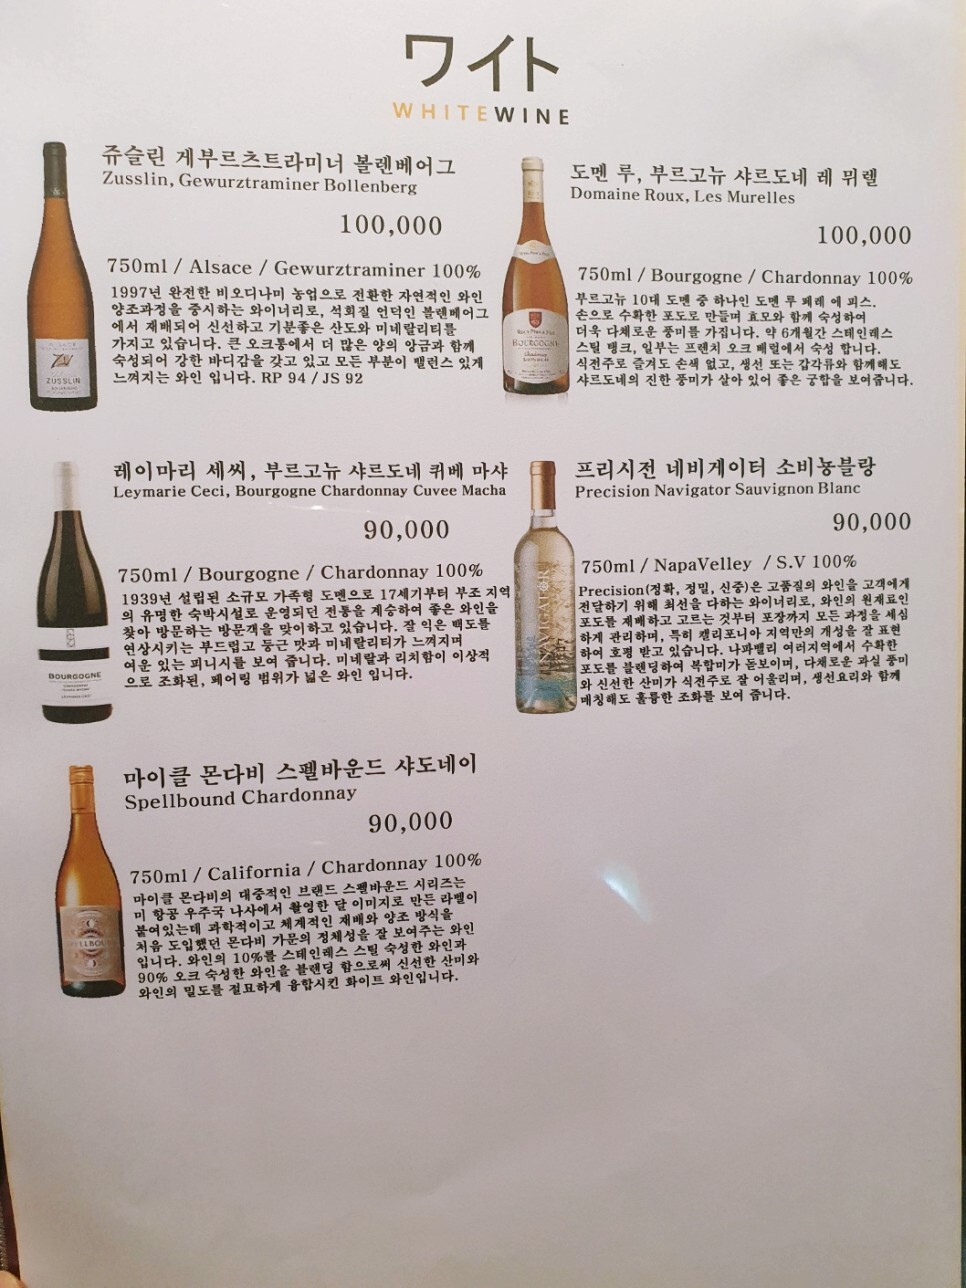 ワイト
WHITEWINE
쥬슬린 게부르츠트라미너 볼렌베어그
Zusslin, Gewurztraminer Bollenberg
100,000
750ml / Alsace / Gewurztraminer 100%
1997년 완전한 비오디나미 농업으로 전환한 자연적인 와인
양조과정을 중시하는 와이너리로, 석회질 언덕인 볼렌베어그
에서 재배되어 신선하고 기분좋은 산도와 미네랄리티를
가지고 있습니다. 큰 오크통에서 더 많은 양의 앙금과 함께
숙성되어 강한 바디감을 갖고 있고 모든 부분이 밸런스 있게
느껴지는 와인 입니다. RP 94 / JS 92
ZUSSLIN
도멘 루, 부르고뉴 샤르도네 레 뮈렐
Domaine Roux, Les Murelles
100,000
750ml / Bourgogne / Chardonnay 100%
부르고뉴 10대 도멘 중 하나인 도멘 루 페레 에 피스.
손으로 수확한 포도로 만들며 효모와 함께 숙성하여
더욱 다채로운 풍미를 가집니다. 약 6개월간 스테인레스
스틸 탱크, 일부는 프렌치 오크 배럴에서 숙성 합니다.
식전주로 즐겨도 손색 없고, 생선 또는 갑각류와 함께해도
샤르도네의 진한 풍미가 살아 있어 좋은 궁합을 보여줍니다.
BOURGOGNE
Chardonnay
레이마리 세씨, 부르고뉴 샤르도네 퀴베 마샤
Leymarie Ceci, Bourgogne Chardonnay Cuvee Macha
90,000
750ml / Bourgogne / Chardonnay 100%
1939년 설립된 소규모 가족형 도멘으로 17세기부터 부조 지역
의 유명한 숙박시설로 운영되던 전통을 계승하여 좋은 와인을
찾아 방문하는 방문객을 맞이하고 있습니다. 잘 익은 백도를
연상시키는 부드럽고 둥근 맛과 미네랄리티가 느껴지며
여운 있는 피니시를 보여 줍니다. 미네랄과 리치함이 이상적
으로 조화된, 페어링 범위가 넓은 와인 입니다.
BOURGOGNE
프리시전 네비게이터 소비뇽블랑
Precision Navigator Sauvignon Blanc
90,000
750ml / NapaVelley / S.V 100%
Precision(정확, 정밀, 신중)은 고품질의 와인을 고객에게
전달하기 위해 최선을 다하는 와이너리로, 와인의 원재료인
포도를 재배하고 고르는 것부터 포장까지 모든 과정을 세심
하게 관리하며, 특히 캘리포니아 지역만의 개성을 잘 표현
하여 호평 받고 있습니다. 나파밸리 여러지역에서 수확한
포도를 블렌딩하여 복합미가 돋보이며, 다채로운 과실 풍미
와 신선한 산미가 식전주로 잘 어울리며, 생선요리와 함께
매칭해도 훌륭한 조화를 보여 줍니다.
NAVIGATOR
마이클 몬다비 스펠바운드 샤도네이
Spellbound Chardonnay
90,000
750ml / California / Chardonnay 100%
마이클 몬다비의 대중적인 브랜드 스펠바운드 시리즈는
미 항공 우주국 나사에서 촬영한 달 이미지로 만든 라벨이
붙여있는데 과학적이고 체계적인 재배와 양조 방식을
처음 도입했던 몬다비 가문의 정체성을 잘 보여주는 와인
입니다. 와인의 10%를 스테인레스 스틸 숙성한 와인과
90% 오크 숙성한 와인을 블랜딩 함으로써 신선한 산미와
와인의 밀도를 절묘하게 융합시킨 화이트 와인입니다.